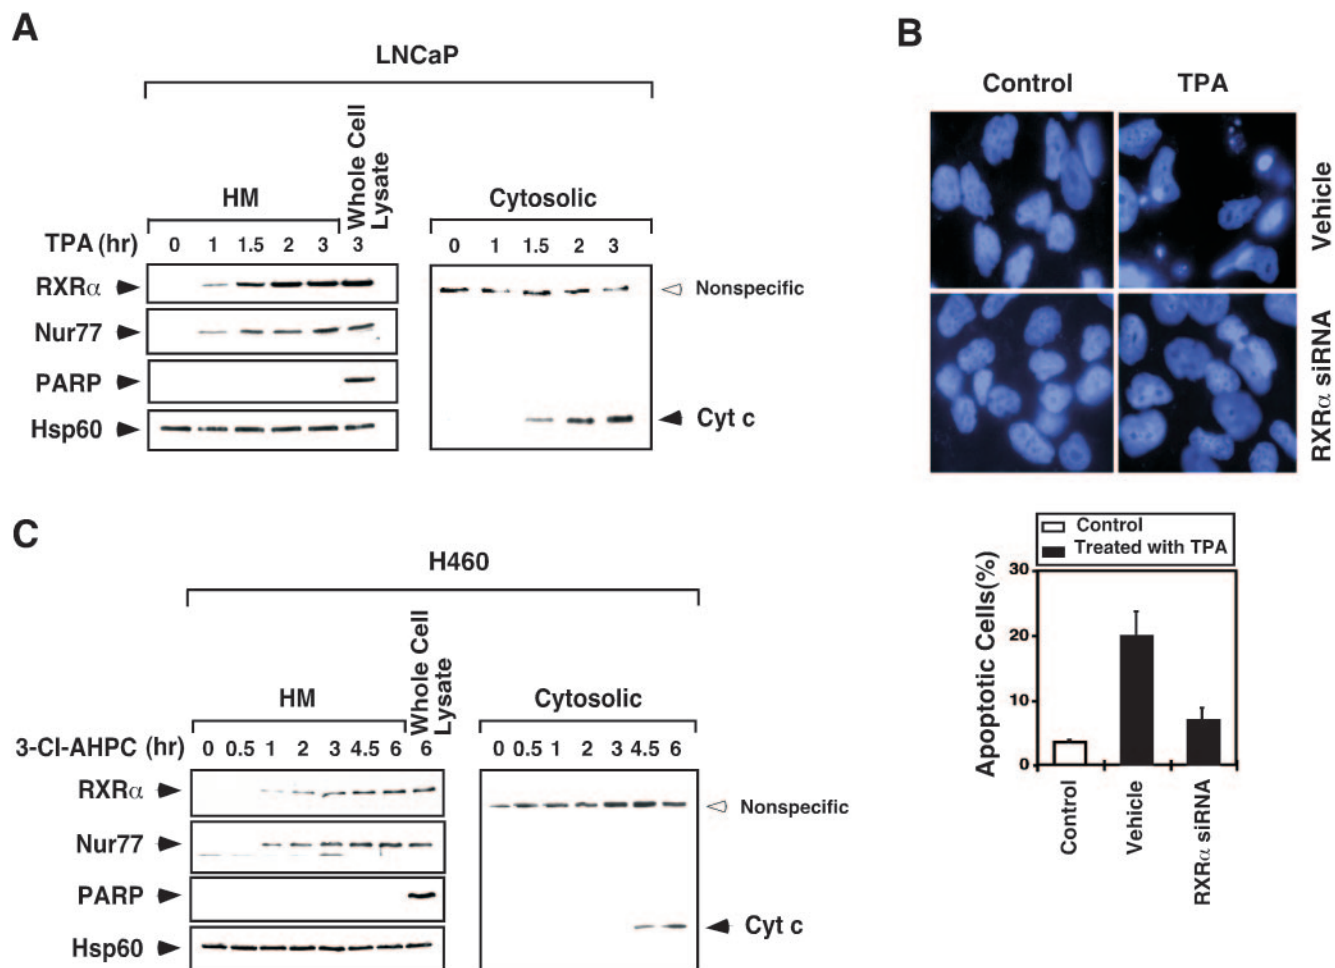 A
LNCaP
HM
Whole Cell
Lysate
Cytosolic
TPA (hr) 0 1 1.5 2 3 3 0 1 1.5 2 3
RXRα
Nonspecific
Nur77
PARP
Hsp60
Cyt c
B
Control TPA
Vehicle
RXRα siRNA
Control
Treated with TPA
Apoptotic Cells(%)
30
20
10
0
Control
Vehicle
RXRα siRNA
C
H460
HM
Whole Cell
Lysate
Cytosolic
3-Cl-AHPC (hr) 0 0.5 1 2 3 4.5 6 6 0 0.5 1 2 3 4.5 6
RXRα
Nonspecific
Nur77
PARP
Cyt c
Hsp60